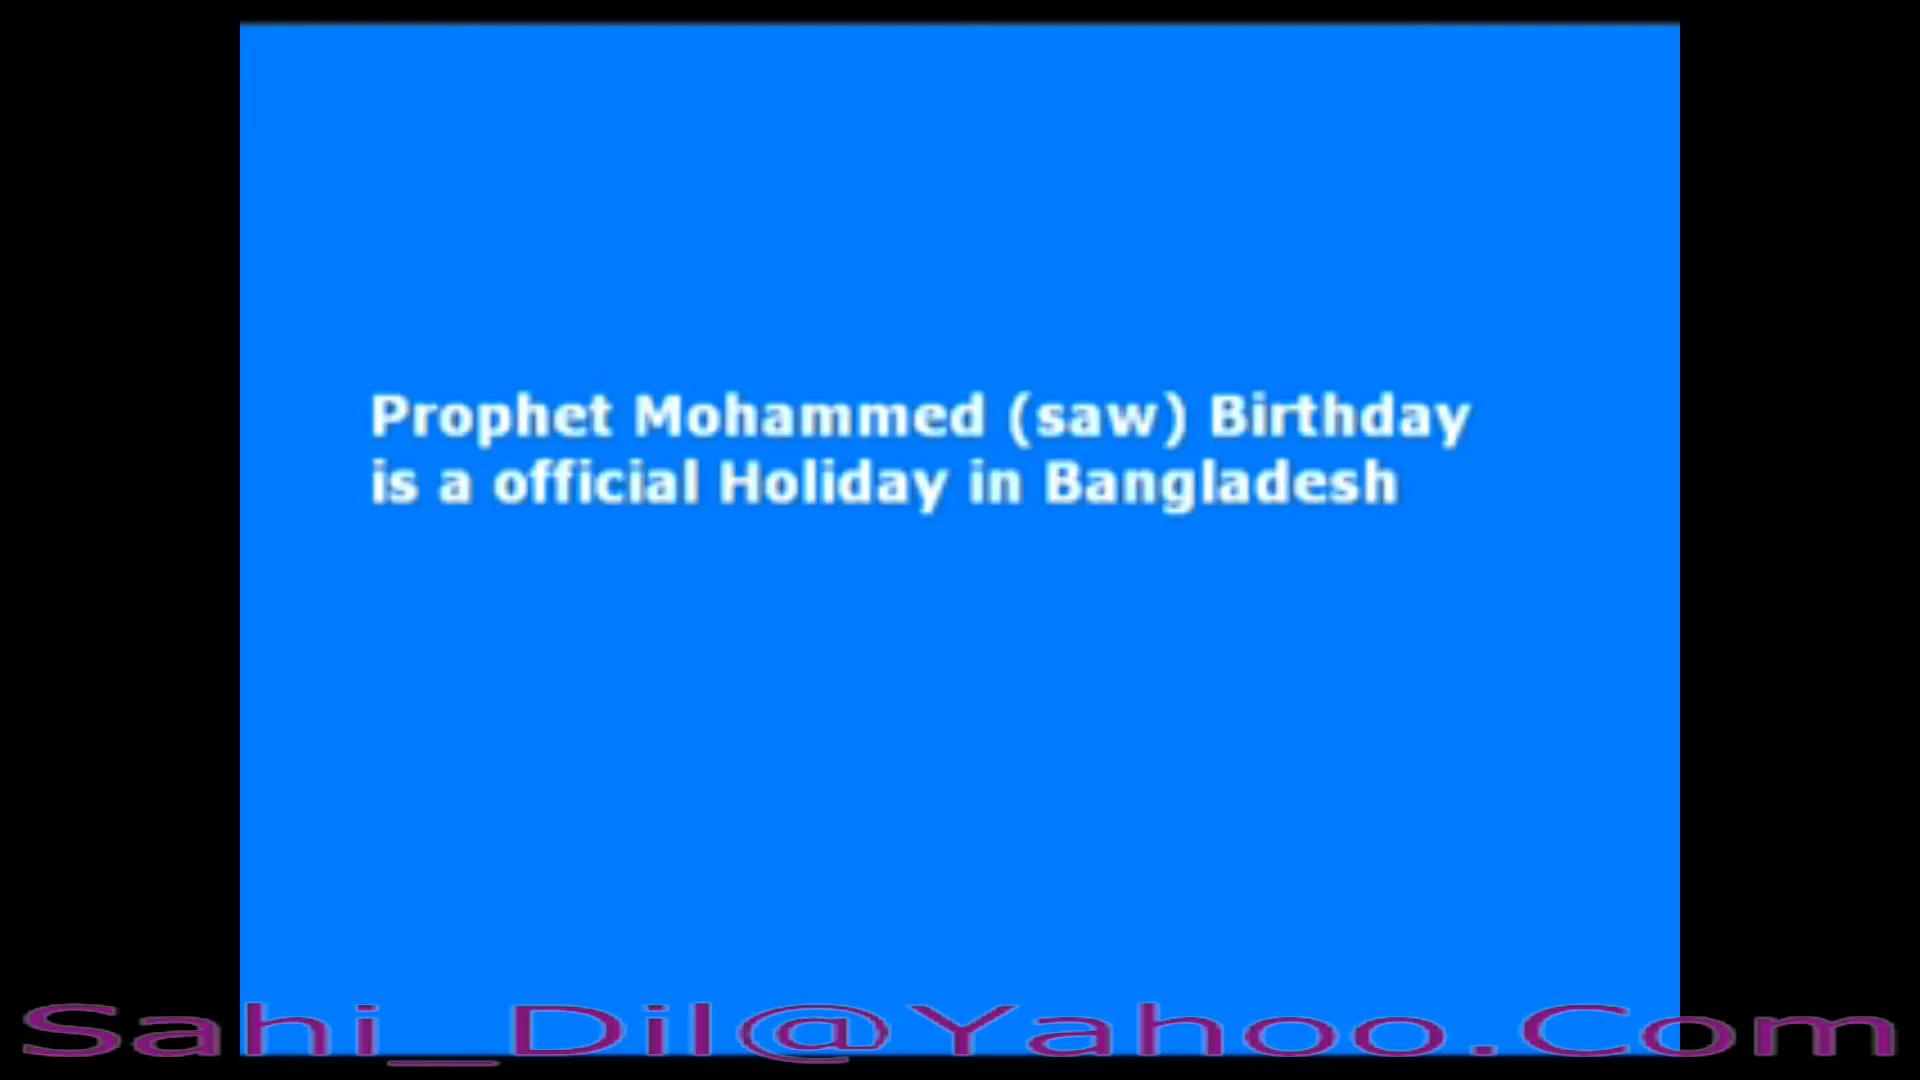 Prophet Mohammed (saw) Birthday
is a official Holiday in Bangladesh
Sahi_Dil@Yahoo.Com